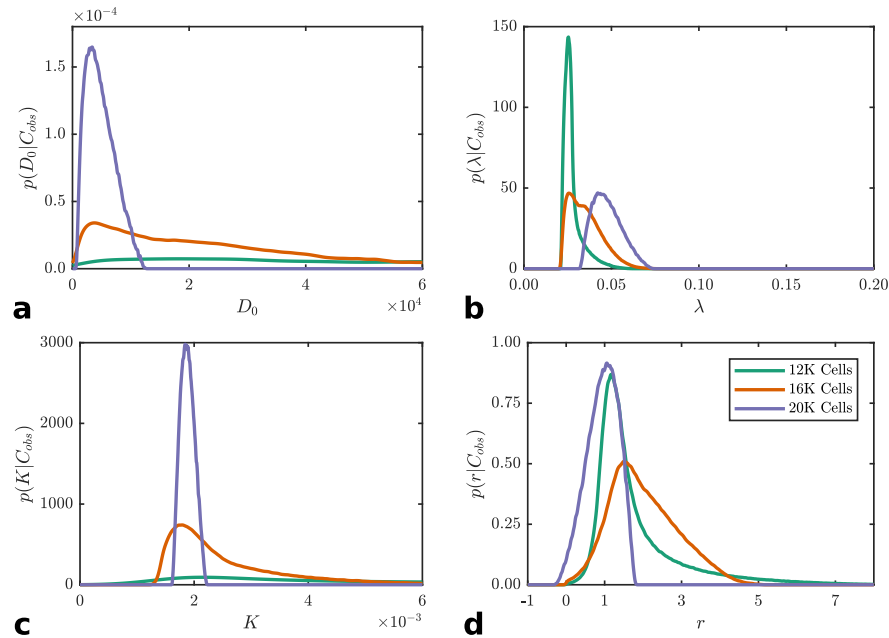 ×10⁻⁴
1.5
1.0
0.5
0.0
p(D₀|C_obs)
0
2
4
6
×10⁴
D₀
a
150
100
50
0
p(λ|C_obs)
0.00
0.05
0.10
0.15
0.20
λ
b
3000
2000
1000
0
p(K|C_obs)
0
2
4
6
×10⁻³
K
c
1.00
0.75
0.50
0.25
0.00
p(r|C_obs)
-1
0
1
3
5
7
r
d
12K Cells
16K Cells
20K Cells